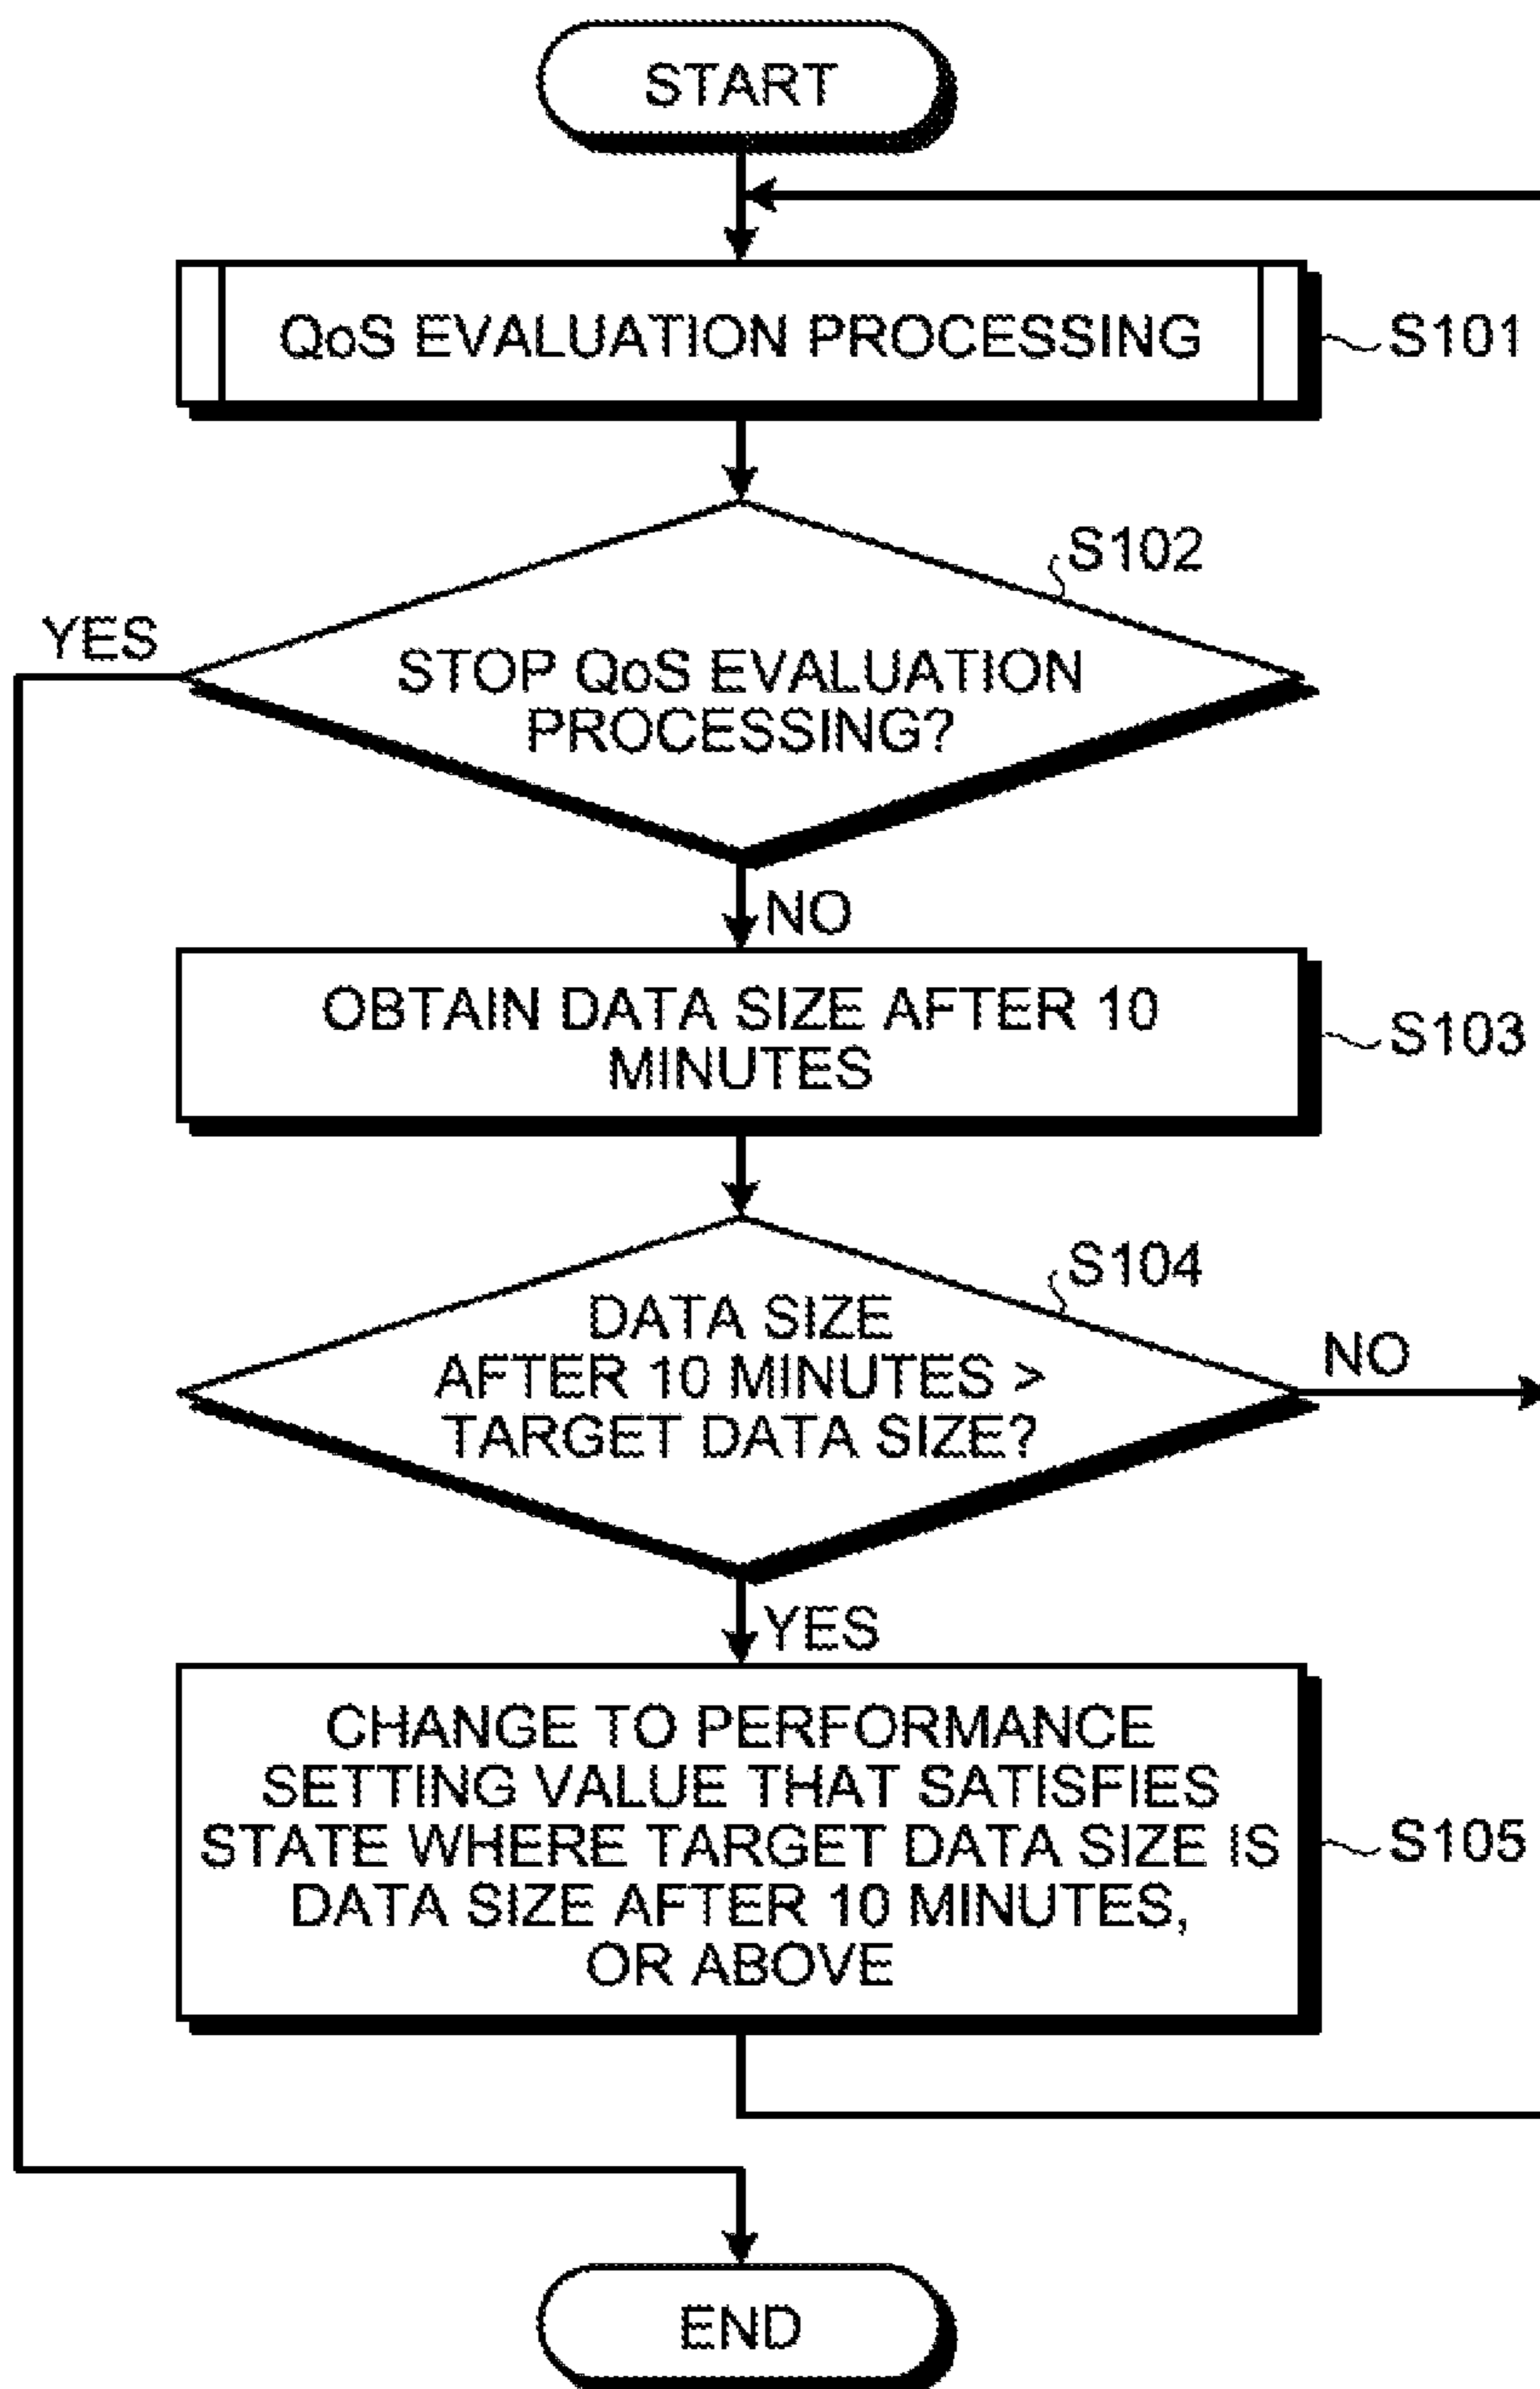 START
QoS EVALUATION PROCESSING
S101
S102
YES
STOP QoS EVALUATION
PROCESSING?
NO
OBTAIN DATA SIZE AFTER 10
MINUTES
S103
S104
DATA SIZE
AFTER 10 MINUTES >
TARGET DATA SIZE?
NO
YES
CHANGE TO PERFORMANCE
SETTING VALUE THAT SATISFIES
STATE WHERE TARGET DATA SIZE IS
DATA SIZE AFTER 10 MINUTES,
OR ABOVE
S105
END